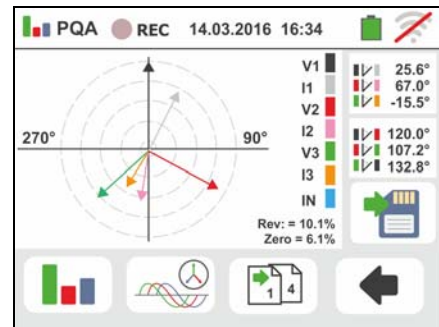 PQA REC 14.03.2016 16:34
270°
90°
V1
I1
V2
I2
V3
I3
IN
Rev: = 10.1%
Zero = 6.1%
25.6°
67.0°
-15.5°
120.0°
107.2°
132.8°
1 4